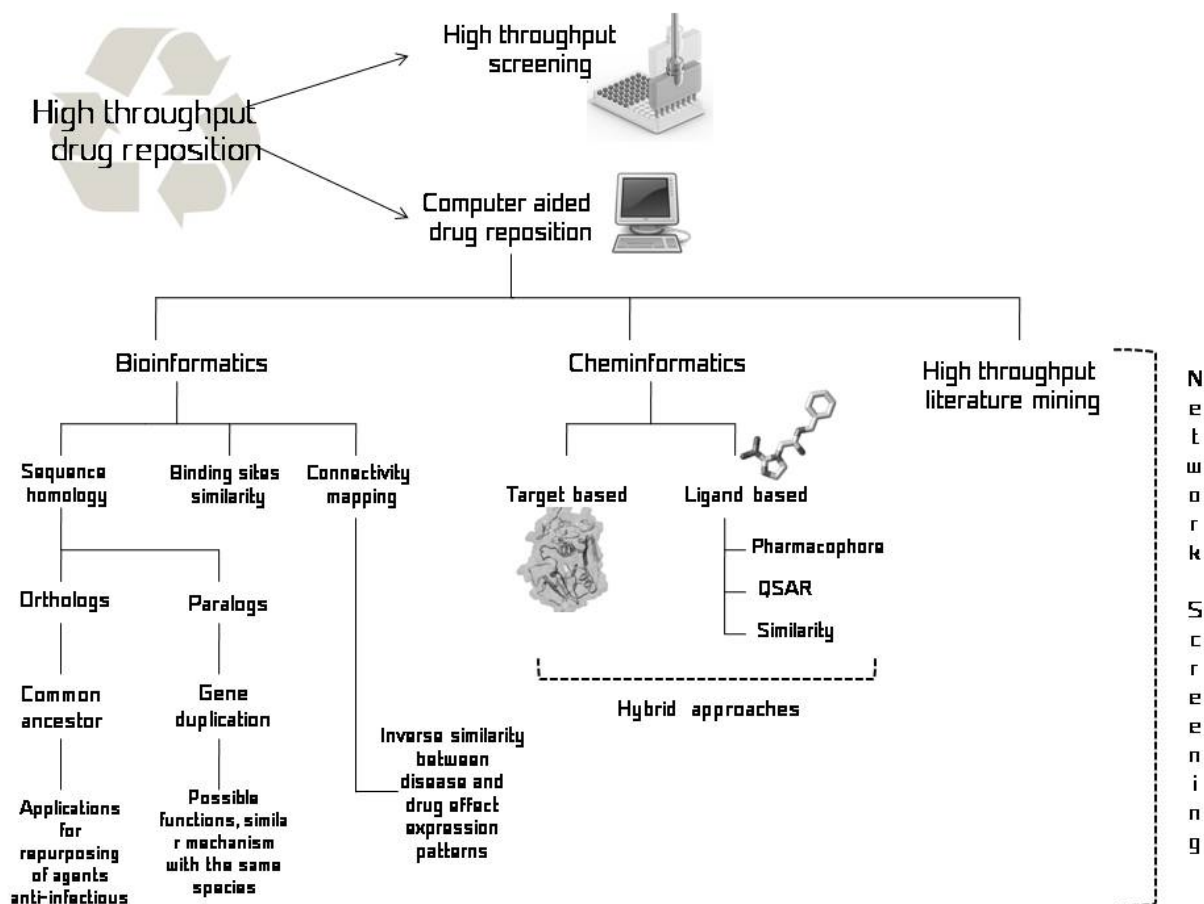 High throughput
screening
High throughput
drug reposition
Computer aided
drug reposition
Bioinformatics
Cheminformatics
High throughput
literature mining
Sequence
homology
Binding sites
similarity
Connectivity
mapping
Target based
Ligand based
Pharmacophore
QSAR
Similarity
Orthologs
Paralogs
Common
ancestor
Gene
duplication
Hybrid approaches
Inverse similarity
between
disease and
drug effect
expression
patterns
Applications
for
repurposing
of agents
anti-infectious
Possible
functions, simila
r mechanism
with the same
species
Network Screening